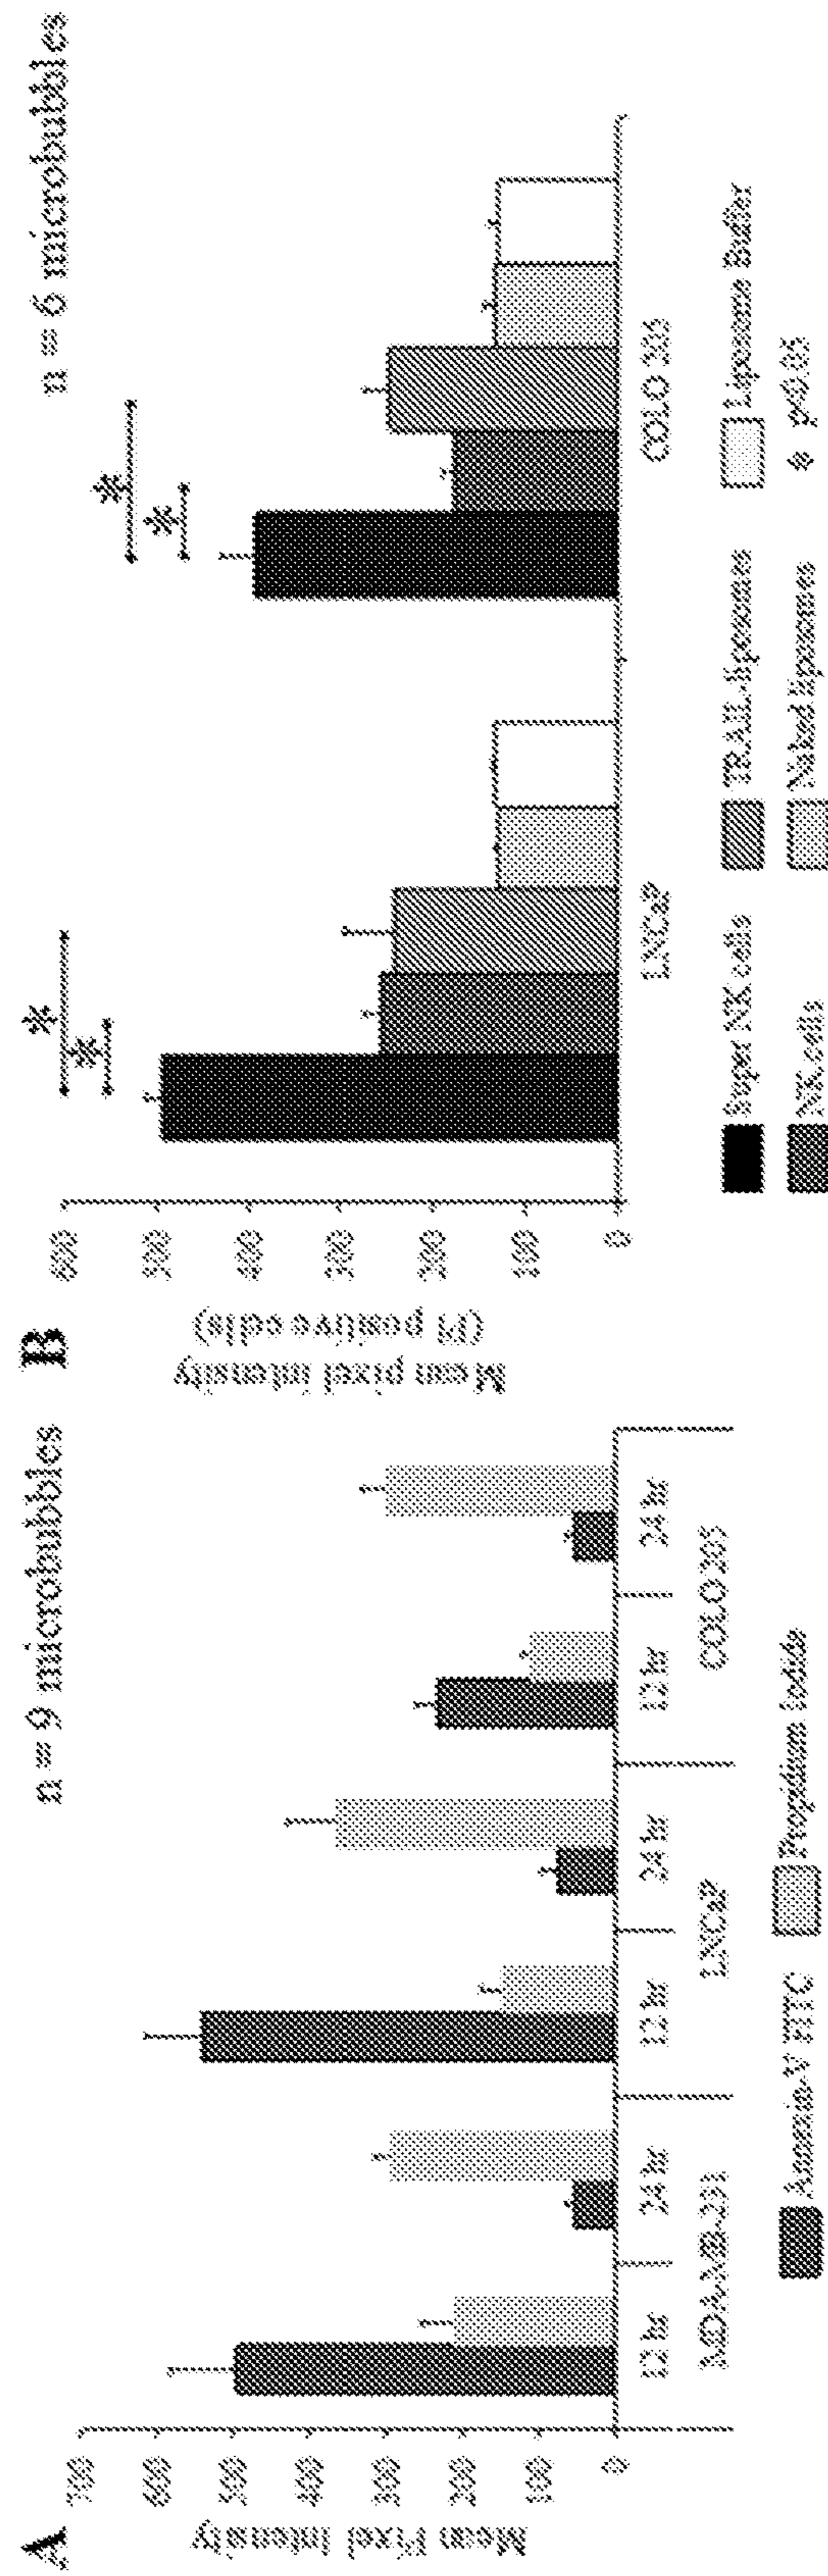 A
n = 9 microbubbles
Mean Pixel Intensity
700
600
500
400
300
200
100
0
12 hr
24 hr
12 hr
24 hr
12 hr
24 hr
MDA-MB-231
LNCaP
COLO 205
Annexin-V FITC
Propidium Iodide
B
n = 6 microbubbles
Mean pixel intensity
(PI positive cells)
600
500
400
300
200
100
0
*
*
*
*
LNCaP
COLO 205
Super NK cells
TRAIL-liposomes
Liposome Buffer
NK cells
Naked liposomes
* p<0.05